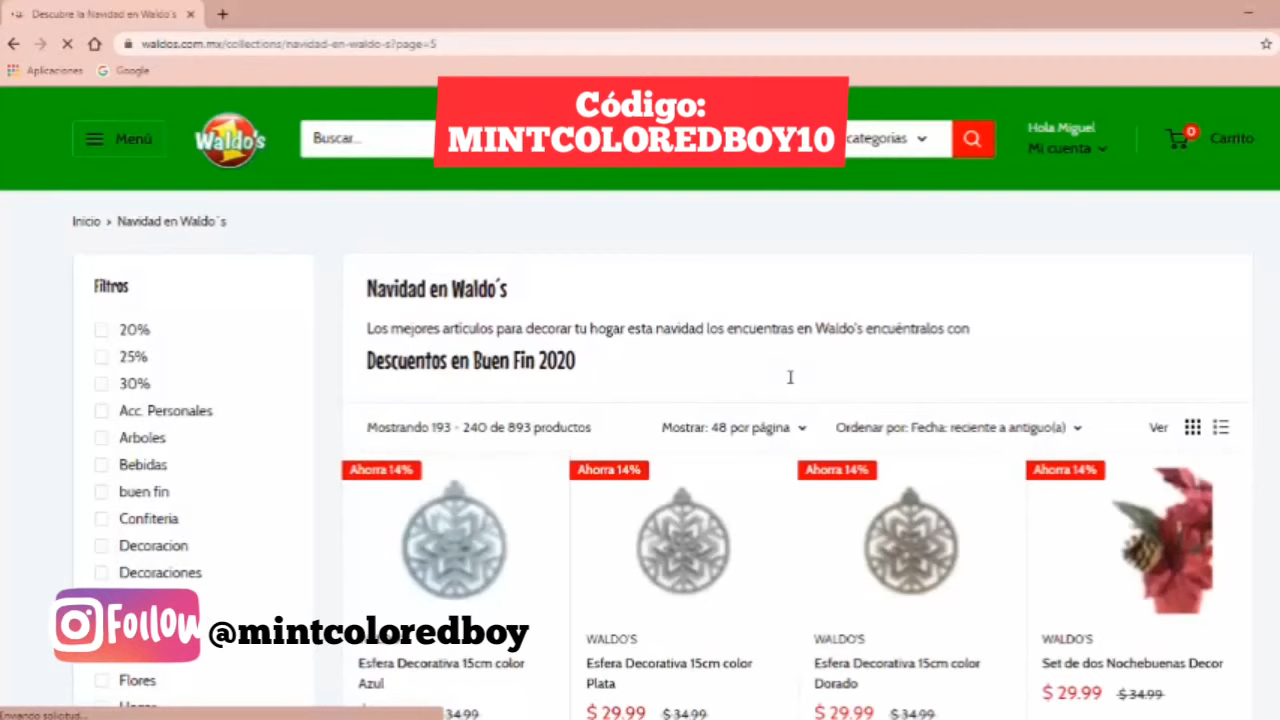 Descubre la Navidad en Waldo's
waldos.com.mx/collections/navidad-en-waldo-s?page=5
Aplicaciones
Google
Código:
MINTCOLOREDBOY10
Menú
Waldo's
Buscar...
categorias
Hola Miguel
Mi cuenta
0
Carrito
Inicio > Navidad en Waldo´s
Filtros
20%
25%
30%
Acc. Personales
Arboles
Bebidas
buen fin
Confiteria
Decoracion
Decoraciones
Flores
Navidad en Waldo´s
Los mejores articulos para decorar tu hogar esta navidad los encuentras en Waldo's encuéntralos con
Descuentos en Buen Fin 2020
Mostrando 193 - 240 de 893 productos
Mostrar: 48 por página
Ordenar por: Fecha: reciente a antiguo(a)
Ver
Ahorra 14%
Ahorra 14%
Ahorra 14%
Ahorra 14%
Follow
@mintcoloredboy
Esfera Decorativa 15cm color
Azul
34.99
WALDO'S
Esfera Decorativa 15cm color
Plata
$ 29.99 $ 34.99
WALDO'S
Esfera Decorativa 15cm color
Dorado
$ 29.99 $ 34.99
WALDO'S
Set de dos Nochebuenas Decor
$ 29.99 $ 34.99
Enviando solicitud...